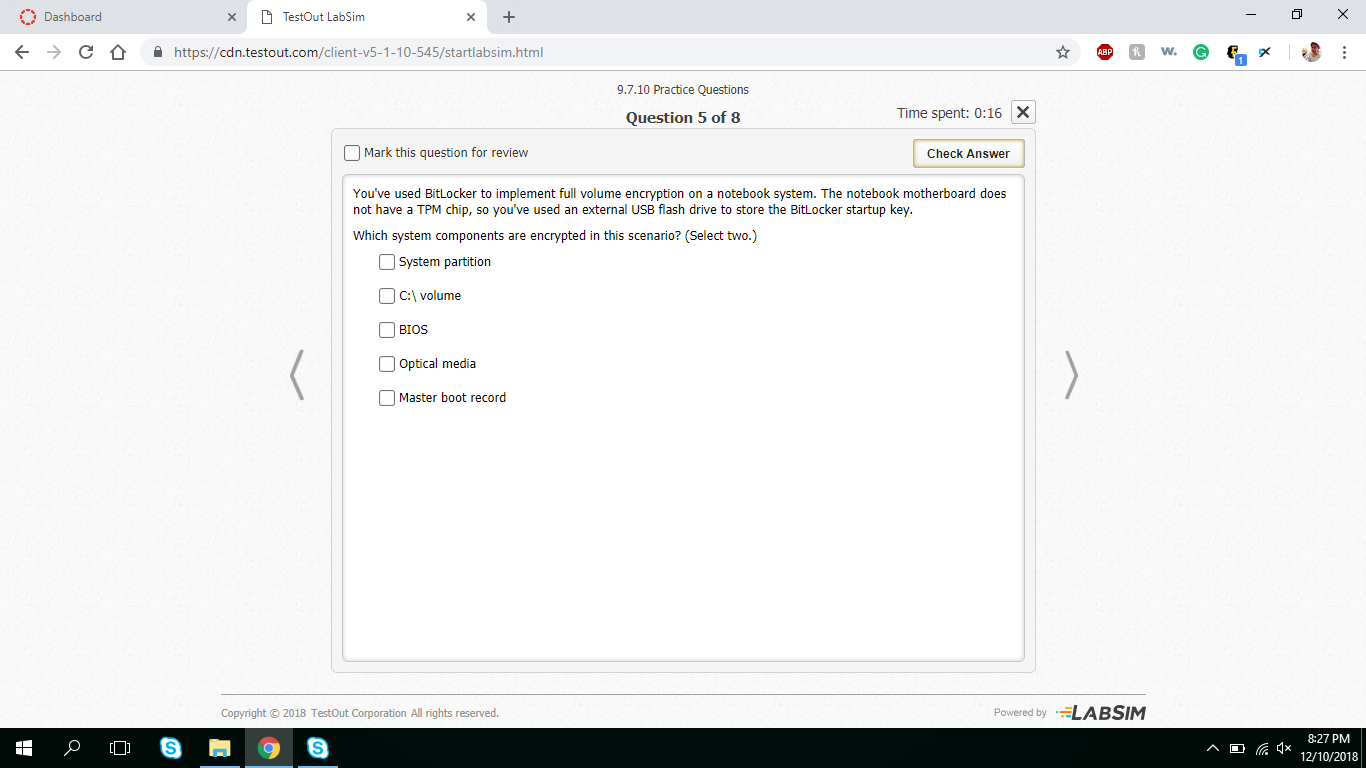 Dashboard
TestOut LabSim
https://cdn.testout.com/client-v5-1-10-545/startlabsim.html
ABP
w.
1
9.7.10 Practice Questions
Question 5 of 8
Time spent: 0:16
Mark this question for review
Check Answer
You've used BitLocker to implement full volume encryption on a notebook system. The notebook motherboard does
not have a TPM chip, so you've used an external USB flash drive to store the BitLocker startup key.
Which system components are encrypted in this scenario? (Select two.)
System partition
C:\ volume
BIOS
Optical media
Master boot record
Copyright © 2018 TestOut Corporation All rights reserved.
Powered by LABSIM
8:27 PM
12/10/2018